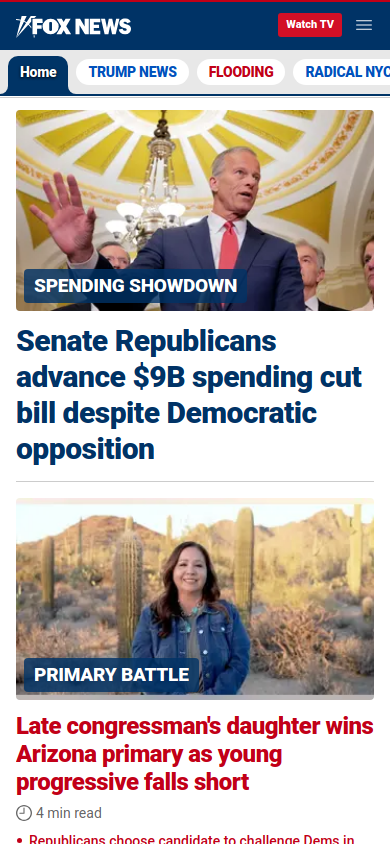 FOX NEWS
Watch TV
Home
TRUMP NEWS
FLOODING
RADICAL NYC
SPENDING SHOWDOWN
Senate Republicans
advance $9B spending cut
bill despite Democratic
opposition
PRIMARY BATTLE
Late congressman's daughter wins
Arizona primary as young
progressive falls short
4 min read
• Republicans choose candidate to challenge Dems in